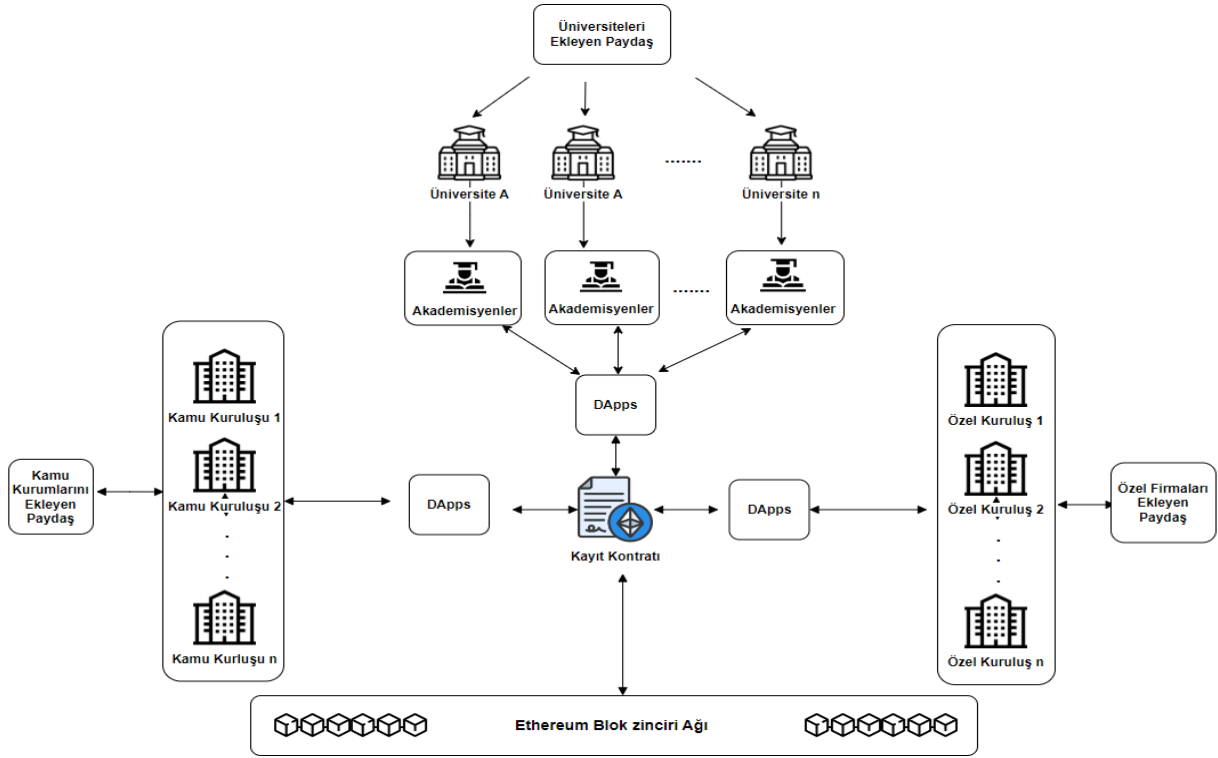 Üniversiteleri
Ekleyen Paydaş
Üniversite A
Üniversite A
.......
Üniversite n
Akademisyenler
Akademisyenler
.......
Akademisyenler
DApps
Kamu Kuruluşu 1
Kamu Kuruluşu 2
Kamu Kurluşu n
Kamu
Kurumlarını
Ekleyen
Paydaş
DApps
Kayıt Kontratı
DApps
Özel Kuruluş 1
Özel Kuruluş 2
Özel Kuruluş n
Özel Firmaları
Ekleyen
Paydaş
Ethereum Blok zinciri Ağı